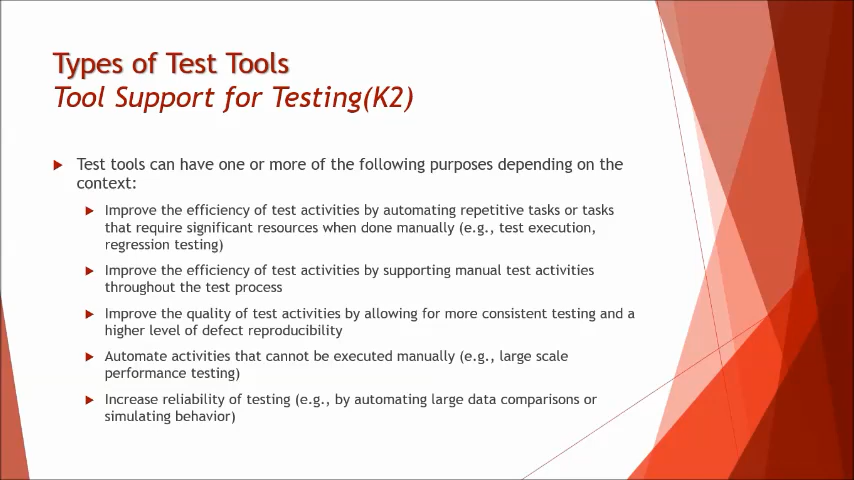 Types of Test Tools
Tool Support for Testing(K2)
Test tools can have one or more of the following purposes depending on the
context:
Improve the efficiency of test activities by automating repetitive tasks or tasks
that require significant resources when done manually (e.g., test execution,
regression testing)
Improve the efficiency of test activities by supporting manual test activities
throughout the test process
Improve the quality of test activities by allowing for more consistent testing and a
higher level of defect reproducibility
Automate activities that cannot be executed manually (e.g., large scale
performance testing)
Increase reliability of testing (e.g., by automating large data comparisons or
simulating behavior)